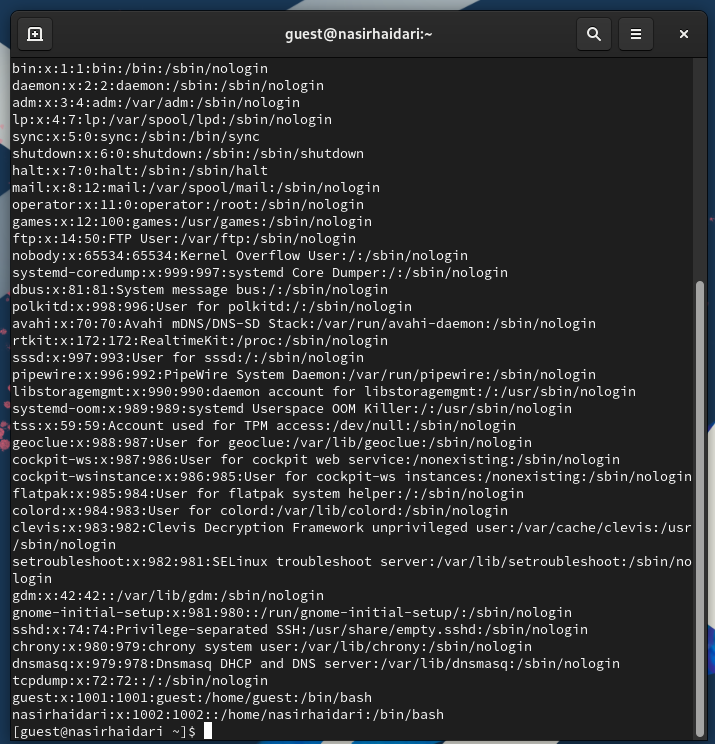 guest@nasirhaidari:~
bin:x:1:1:bin:/bin:/sbin/nologin
daemon:x:2:2:daemon:/sbin:/sbin/nologin
adm:x:3:4:adm:/var/adm:/sbin/nologin
lp:x:4:7:lp:/var/spool/lpd:/sbin/nologin
sync:x:5:0:sync:/sbin:/bin/sync
shutdown:x:6:0:shutdown:/sbin:/sbin/shutdown
halt:x:7:0:halt:/sbin:/sbin/halt
mail:x:8:12:mail:/var/spool/mail:/sbin/nologin
operator:x:11:0:operator:/root:/sbin/nologin
games:x:12:100:games:/usr/games:/sbin/nologin
ftp:x:14:50:FTP User:/var/ftp:/sbin/nologin
nobody:x:65534:65534:Kernel Overflow User:/:/sbin/nologin
systemd-coredump:x:999:997:systemd Core Dumper:/:/sbin/nologin
dbus:x:81:81:System message bus:/:/sbin/nologin
polkitd:x:998:996:User for polkitd:/:/sbin/nologin
avahi:x:70:70:Avahi mDNS/DNS-SD Stack:/var/run/avahi-daemon:/sbin/nologin
rtkit:x:172:172:RealtimeKit:/proc:/sbin/nologin
sssd:x:997:993:User for sssd:/:/sbin/nologin
pipewire:x:996:992:PipeWire System Daemon:/var/run/pipewire:/sbin/nologin
libstoragemgmt:x:990:990:daemon account for libstoragemgmt:/:/usr/sbin/nologin
systemd-oom:x:989:989:systemd Userspace OOM Killer:/:/usr/sbin/nologin
tss:x:59:59:Account used for TPM access:/dev/null:/sbin/nologin
geoclue:x:988:987:User for geoclue:/var/lib/geoclue:/sbin/nologin
cockpit-ws:x:987:986:User for cockpit web service:/nonexisting:/sbin/nologin
cockpit-wsinstance:x:986:985:User for cockpit-ws instances:/nonexisting:/sbin/nologin
flatpak:x:985:984:User for flatpak system helper:/:/sbin/nologin
colord:x:984:983:User for colord:/var/lib/colord:/sbin/nologin
clevis:x:983:982:Clevis Decryption Framework unprivileged user:/var/cache/clevis:/usr
/sbin/nologin
setroubleshoot:x:982:981:SELinux troubleshoot server:/var/lib/setroubleshoot:/sbin/no
login
gdm:x:42:42::/var/lib/gdm:/sbin/nologin
gnome-initial-setup:x:981:980::/run/gnome-initial-setup/:/sbin/nologin
sshd:x:74:74:Privilege-separated SSH:/usr/share/empty.sshd:/sbin/nologin
chrony:x:980:979:chrony system user:/var/lib/chrony:/sbin/nologin
dnsmasq:x:979:978:Dnsmasq DHCP and DNS server:/var/lib/dnsmasq:/sbin/nologin
tcpdump:x:72:72::/:/sbin/nologin
guest:x:1001:1001:guest:/home/guest:/bin/bash
nasirhaidari:x:1002:1002::/home/nasirhaidari:/bin/bash
[guest@nasirhaidari ~]$